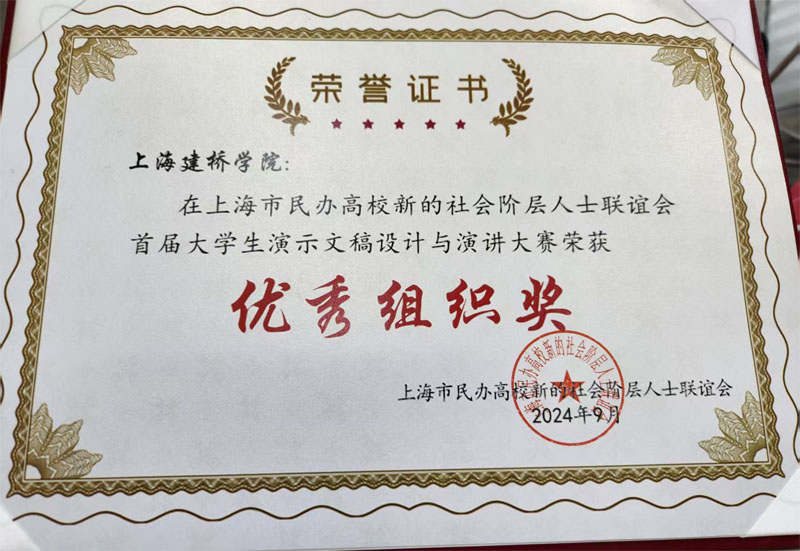 荣誉证书
上海建桥学院：
在上海市民办高校新的社会阶层人士联谊会
首届大学生演示文稿设计与演讲大赛荣获
优秀组织奖
上海市民办高校新的社会阶层人士联谊会
2024年9月